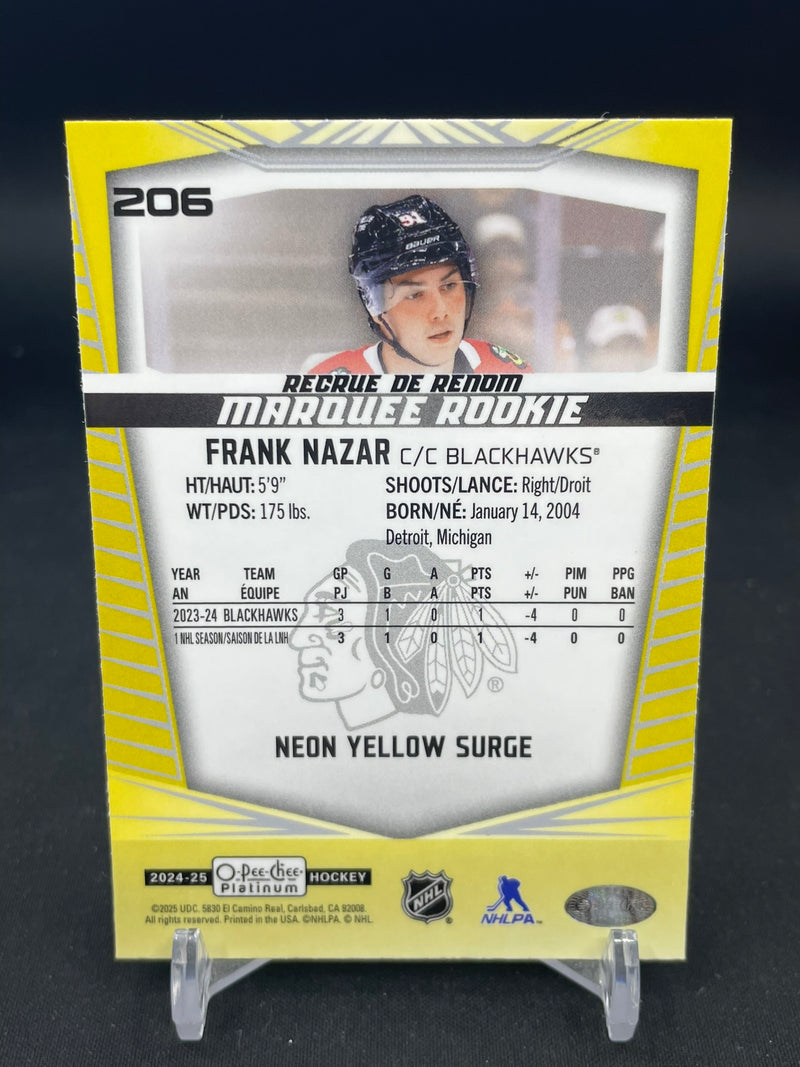 206
91
BAUER
RECRUE DE RENOM
MARQUEE ROOKIE
FRANK NAZAR C/C BLACKHAWKS®
HT/HAUT: 5'9" SHOOTS/LANCE: Right/Droit
WT/PDS: 175 lbs. BORN/NÉ: January 14, 2004
Detroit, Michigan
YEAR TEAM GP G A PTS +/- PIM PPG
AN ÉQUIPE PJ B A PTS +/- PUN BAN
2023-24 BLACKHAWKS 3 1 0 1 -4 0 0
1 NHL SEASON/SAISON DE LA LNH 3 1 0 1 -4 0 0
®
NEON YELLOW SURGE
2024-25 O-Pee-Chee Platinum HOCKEY
NHL ®
NHLPA™
©2025 UDC. 5830 El Camino Real, Carlsbad, CA 92008.
All rights reserved. Printed in the USA. ©NHLPA. © NHL.